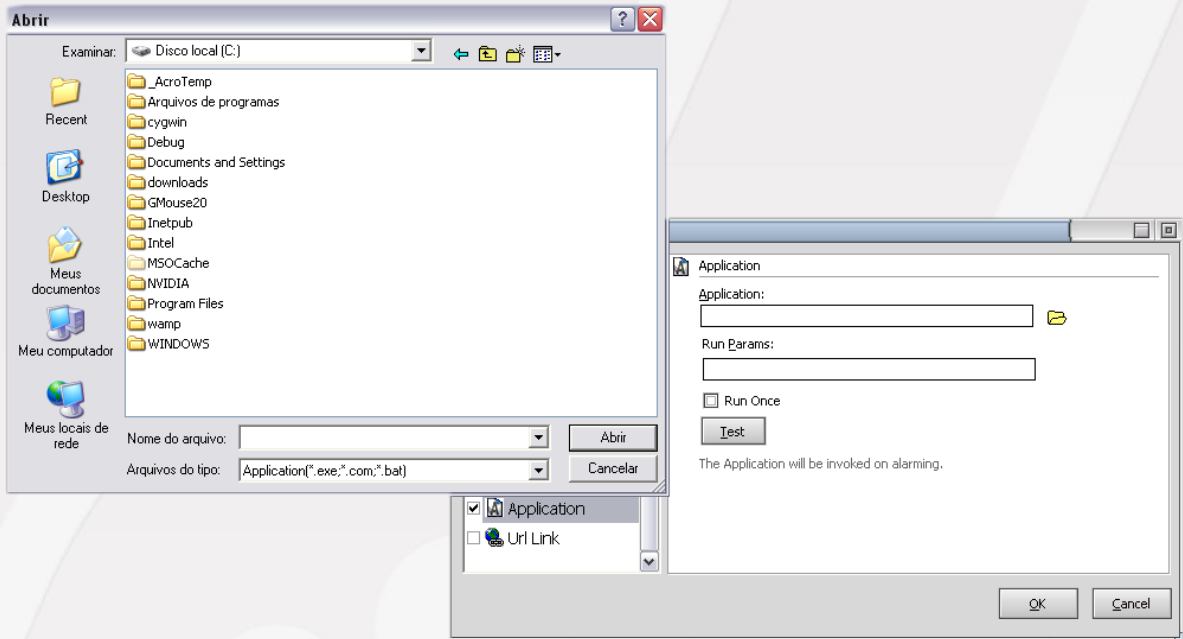 Abrir
Examinar:
Disco local (C:)
Recent
Desktop
Meus
documentos
Meu computador
Meus locais de
rede
_AcroTemp
Arquivos de programas
cygwin
Debug
Documents and Settings
downloads
GMouse20
Inetpub
Intel
MSOCache
NVIDIA
Program Files
wamp
WINDOWS
Nome do arquivo:
Abrir
Arquivos do tipo:
Application(*.exe;*.com;*.bat)
Cancelar
Application
Url Link
Application
Application:
Run Params:
Run Once
Test
The Application will be invoked on alarming.
OK
Cancel